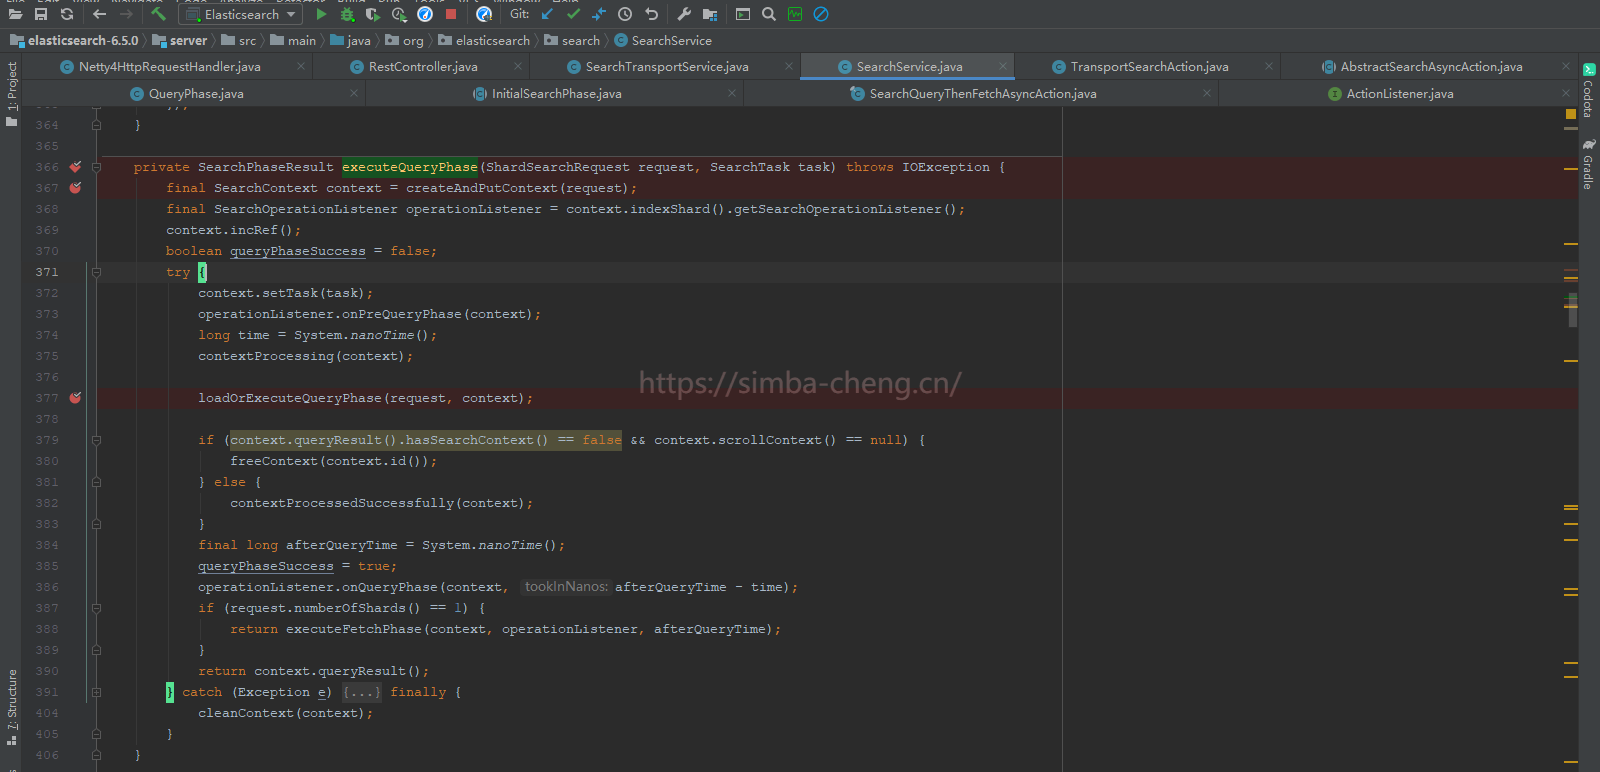 Elasticsearch
Git:
elasticsearch-6.5.0 server src main java org elasticsearch search SearchService
Netty4HttpRequestHandler.java RestController.java SearchTransportService.java SearchService.java TransportSearchAction.java AbstractSearchAsyncAction.java
QueryPhase.java InitialSearchPhase.java SearchQueryThenFetchAsyncAction.java ActionListener.java
1: Project
7: Structure
Codota
Gradle
364 }
365
366 private SearchPhaseResult executeQueryPhase(ShardSearchRequest request, SearchTask task) throws IOException {
367 final SearchContext context = createAndPutContext(request);
368 final SearchOperationListener operationListener = context.indexShard().getSearchOperationListener();
369 context.incRef();
370 boolean queryPhaseSuccess = false;
371 try {
372 context.setTask(task);
373 operationListener.onPreQueryPhase(context);
374 long time = System.nanoTime();
375 contextProcessing(context);
376
https://simba-cheng.cn/
377 loadOrExecuteQueryPhase(request, context);
378
379 if (context.queryResult().hasSearchContext() == false && context.scrollContext() == null) {
380 freeContext(context.id());
381 } else {
382 contextProcessedSuccessfully(context);
383 }
384 final long afterQueryTime = System.nanoTime();
385 queryPhaseSuccess = true;
386 operationListener.onQueryPhase(context, tookInNanos: afterQueryTime - time);
387 if (request.numberOfShards() == 1) {
388 return executeFetchPhase(context, operationListener, afterQueryTime);
389 }
390 return context.queryResult();
391 } catch (Exception e) {...} finally {
404 cleanContext(context);
405 }
406 }